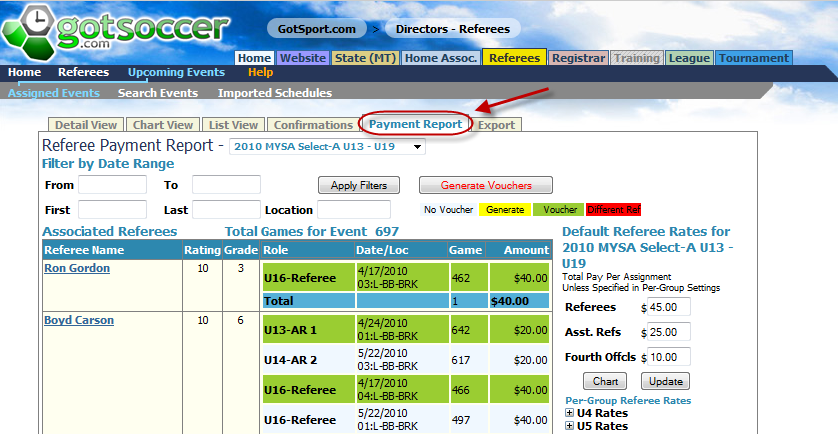 gotsoccer
.com
GotSport.com > Directors - Referees
Home Website State (MT) Home Assoc. Referees Registrar Training League Tournament
Home Referees Upcoming Events Help
Assigned Events Search Events Imported Schedules
Detail View Chart View List View Confirmations Payment Report Export
Referee Payment Report - 2010 MYSA Select-A U13 - U19
Filter by Date Range
From To Apply Filters Generate Vouchers
First Last Location No Voucher Generate Voucher Different Ref
Associated Referees Total Games for Event 697
Referee Name Rating Grade Role Date/Loc Game Amount
Ron Gordon 10 3 U16-Referee 4/17/2010 03:L-BB-BRK 462 $40.00
Total 1 $40.00
Boyd Carson 10 6 U13-AR 1 4/24/2010 01:L-BB-BRK 642 $20.00
U14-AR 2 5/22/2010 01:L-BB-BRK 617 $20.00
U16-Referee 4/17/2010 04:L-BB-BRK 466 $40.00
U16-Referee 5/22/2010 01:L-BB-BRK 497 $40.00
Default Referee Rates for
2010 MYSA Select-A U13 -
U19
Total Pay Per Assignment
Unless Specified in Per-Group Settings
Referees $ 45.00
Asst. Refs $ 25.00
Fourth Offcls $ 10.00
Chart Update
Per-Group Referee Rates
U4 Rates
U5 Rates